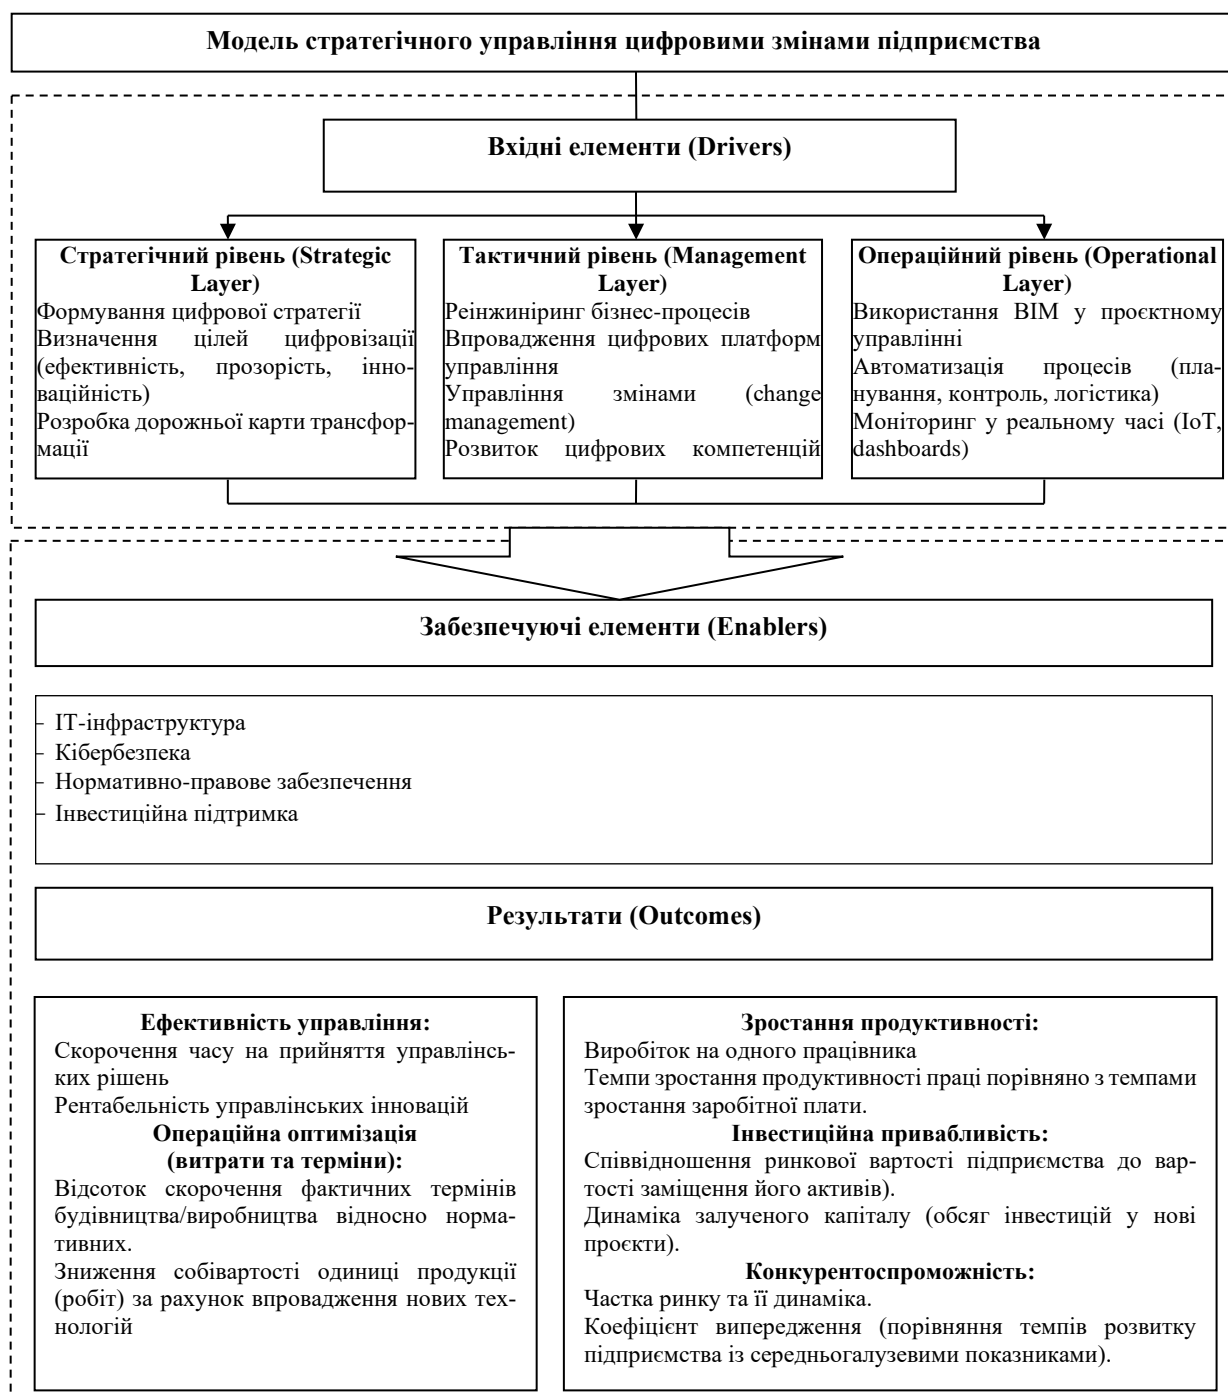 Модель стратегічного управління цифровими змінами підприємства
Вхідні елементи (Drivers)
Стратегічний рівень (Strategic
Layer)
Формування цифрової стратегії
Визначення цілей цифровізації
(ефективність, прозорість, інно-
ваційність)
Розробка дорожньої карти трансфор-
мації
Тактичний рівень (Management
Layer)
Реінжиніринг бізнес-процесів
Впровадження цифрових платформ
управління
Управління змінами (change
management)
Розвиток цифрових компетенцій
Операційний рівень (Operational
Layer)
Використання BIM у проєктному
управлінні
Автоматизація процесів (пла-
нування, контроль, логістика)
Моніторинг у реальному часі (IoT,
dashboards)
Забезпечуючі елементи (Enablers)
- ІТ-інфраструктура
- Кібербезпека
- Нормативно-правове забезпечення
- Інвестиційна підтримка
Результати (Outcomes)
Ефективність управління:
Скорочення часу на прийняття управлінсь-
ких рішень
Рентабельність управлінських інновацій
Операційна оптимізація
(витрати та терміни):
Відсоток скорочення фактичних термінів
будівництва/виробництва відносно норма-
тивних.
Зниження собівартості одиниці продукції
(робіт) за рахунок впровадження нових тех-
нологій
Зростання продуктивності:
Виробіток на одного працівника
Темпи зростання продуктивності праці порівняно з темпами
зростання заробітної плати.
Інвестиційна привабливість:
Співвідношення ринкової вартості підприємства до вар-
тості заміщення його активів).
Динаміка залученого капіталу (обсяг інвестицій у нові
проєкти).
Конкурентоспроможність:
Частка ринку та її динаміка.
Коефіцієнт випередження (порівняння темпів розвитку
підприємства із середньогалузевими показниками).